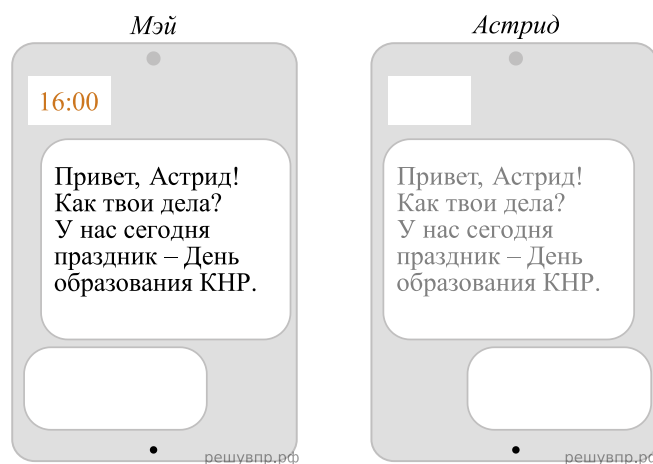 Мэй
Астрид
16:00
Привет, Астрид!
Как твои дела?
У нас сегодня
праздник – День
образования КНР.
Привет, Астрид!
Как твои дела?
У нас сегодня
праздник – День
образования КНР.
решувпр.рф
решувпр.рф